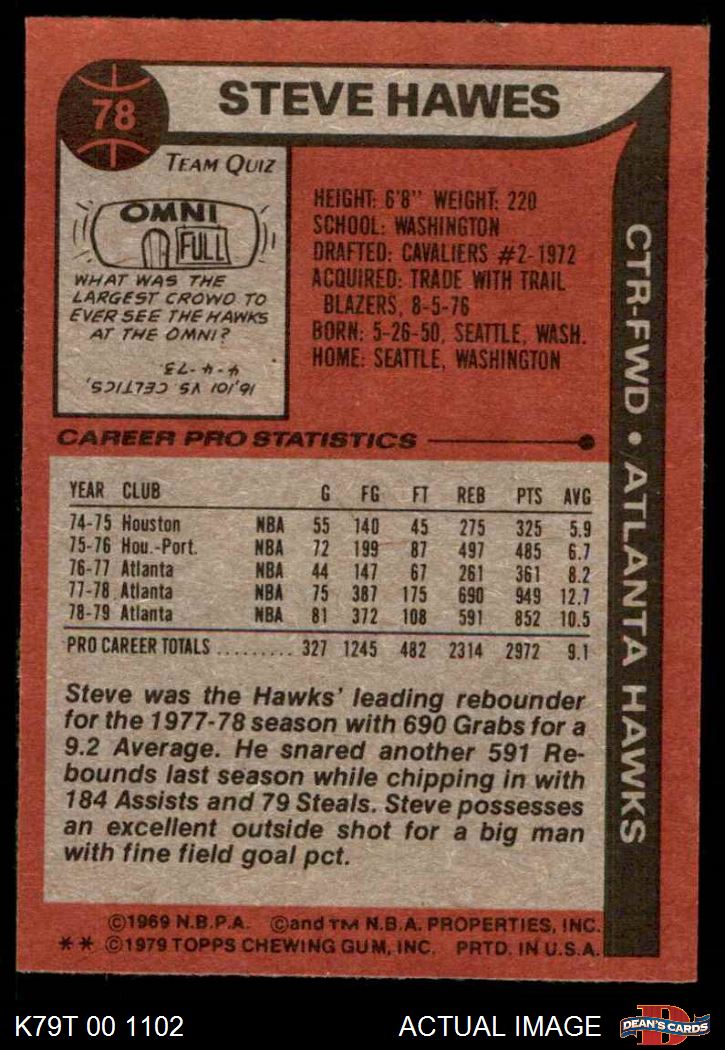 78
STEVE HAWES
TEAM QUIZ
OMNI
FULL
WHAT WAS THE
LARGEST CROWD TO
EVER SEE THE HAWKS
AT THE OMNI?
16,101 VS CELTICS,
4-4-73
HEIGHT: 6'8" WEIGHT: 220
SCHOOL: WASHINGTON
DRAFTED: CAVALIERS #2-1972
ACQUIRED: TRADE WITH TRAIL
BLAZERS, 8-5-76
BORN: 5-26-50, SEATTLE, WASH.
HOME: SEATTLE, WASHINGTON
CTR-FWD • ATLANTA HAWKS
CAREER PRO STATISTICS
YEAR CLUB G FG FT REB PTS AVG
74-75 Houston NBA 55 140 45 275 325 5.9
75-76 Hou.-Port. NBA 72 199 87 497 485 6.7
76-77 Atlanta NBA 44 147 67 261 361 8.2
77-78 Atlanta NBA 75 387 175 690 949 12.7
78-79 Atlanta NBA 81 372 108 591 852 10.5
PRO CAREER TOTALS ......... 327 1245 482 2314 2972 9.1
Steve was the Hawks' leading rebounder
for the 1977-78 season with 690 Grabs for a
9.2 Average. He snared another 591 Re-
bounds last season while chipping in with
184 Assists and 79 Steals. Steve possesses
an excellent outside shot for a big man
with fine field goal pct.
©1969 N.B.P.A. ©and TM N.B.A. PROPERTIES, INC.
** ©1979 TOPPS CHEWING GUM, INC. PRTD. IN U.S.A.
K79T 00 1102 ACTUAL IMAGE D DEAN'S CARDS